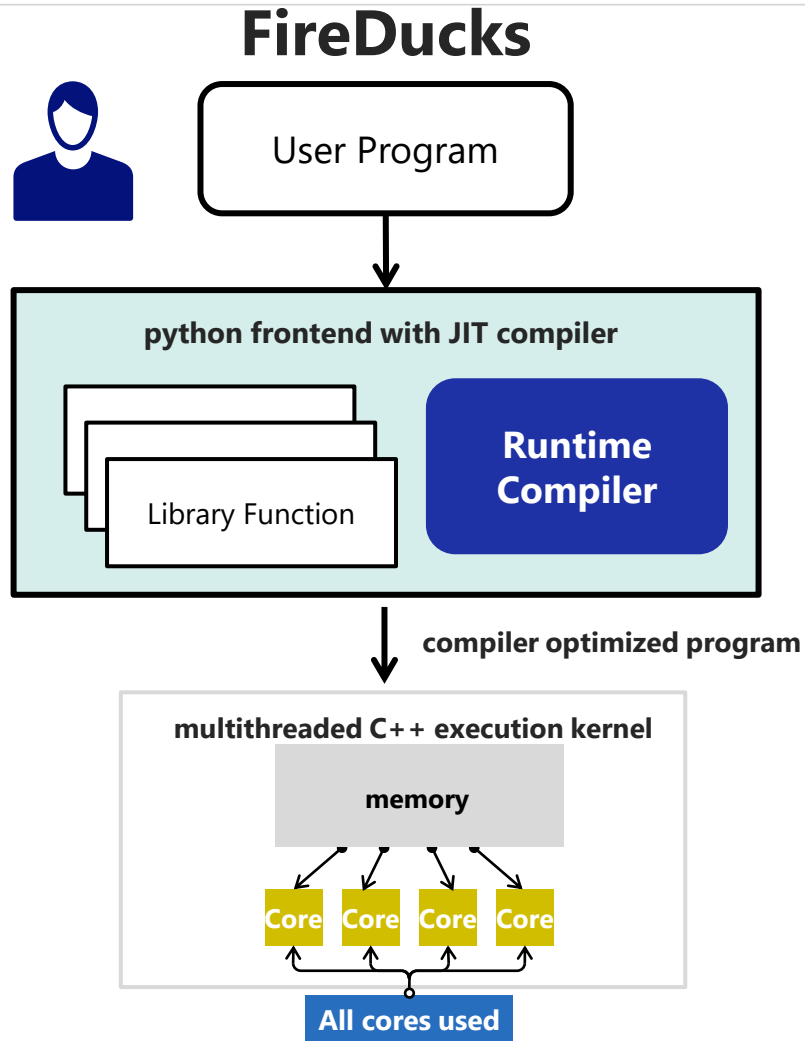 FireDucks
User Program
python frontend with JIT compiler
Runtime
Compiler
Library Function
compiler optimized program
multithreaded C++ execution kernel
memory
Core Core Core Core
All cores used